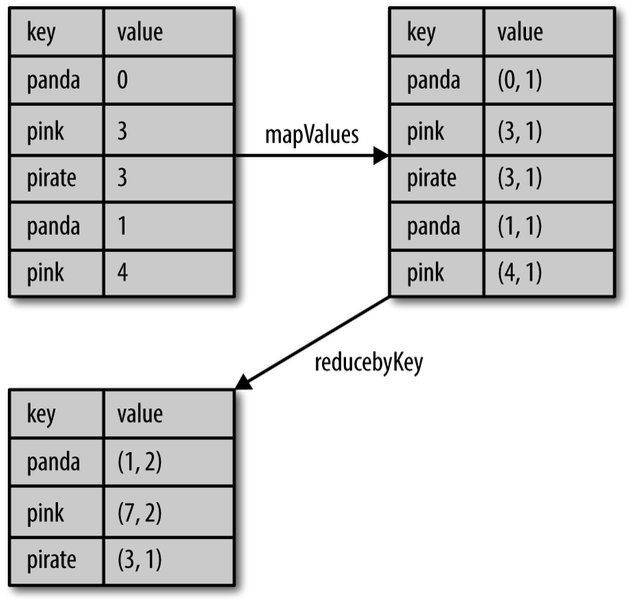 key value
panda 0
pink 3
pirate 3
panda 1
pink 4
mapValues
key value
panda (0, 1)
pink (3, 1)
pirate (3, 1)
panda (1, 1)
pink (4, 1)
reducebyKey
key value
panda (1, 2)
pink (7, 2)
pirate (3, 1)